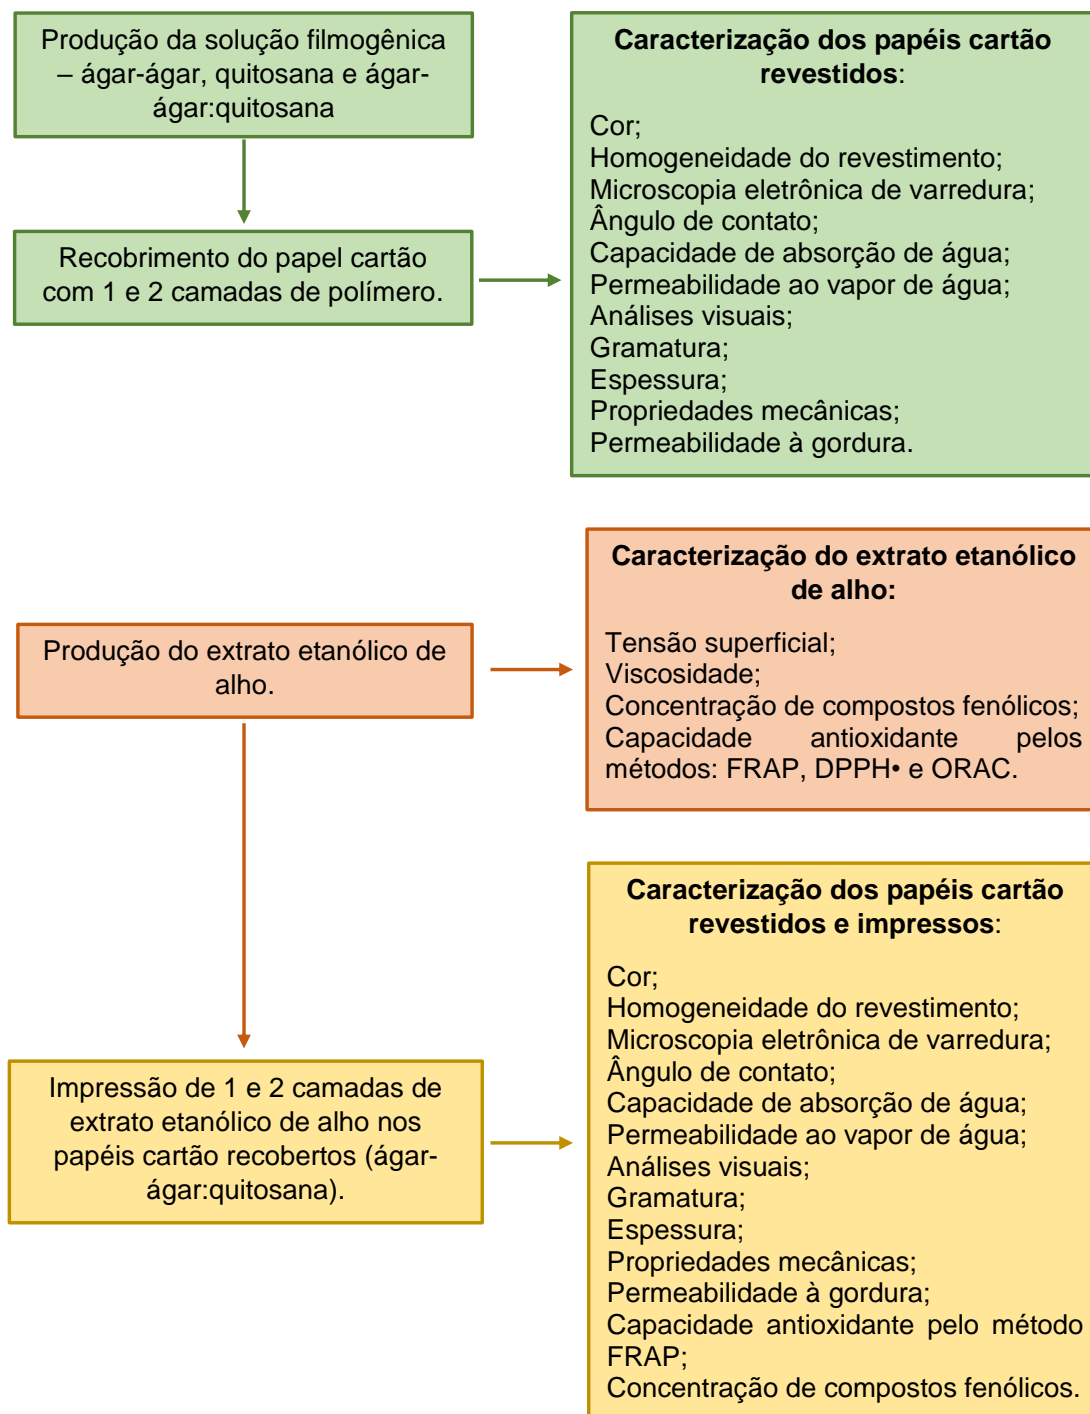 Produção da solução filmogênica
– ágar-ágar, quitosana e ágar-
ágar:quitosana
Recobrimento do papel cartão
com 1 e 2 camadas de polímero.
Caracterização dos papéis cartão
revestidos:
Cor;
Homogeneidade do revestimento;
Microscopia eletrônica de varredura;
Ângulo de contato;
Capacidade de absorção de água;
Permeabilidade ao vapor de água;
Análises visuais;
Gramatura;
Espessura;
Propriedades mecânicas;
Permeabilidade à gordura.
Produção do extrato etanólico de
alho.
Caracterização do extrato etanólico
de alho:
Tensão superficial;
Viscosidade;
Concentração de compostos fenólicos;
Capacidade antioxidante pelos
métodos: FRAP, DPPH• e ORAC.
Impressão de 1 e 2 camadas de
extrato etanólico de alho nos
papéis cartão recobertos (ágar-
ágar:quitosana).
Caracterização dos papéis cartão
revestidos e impressos:
Cor;
Homogeneidade do revestimento;
Microscopia eletrônica de varredura;
Ângulo de contato;
Capacidade de absorção de água;
Permeabilidade ao vapor de água;
Análises visuais;
Gramatura;
Espessura;
Propriedades mecânicas;
Permeabilidade à gordura;
Capacidade antioxidante pelo método
FRAP;
Concentração de compostos fenólicos.